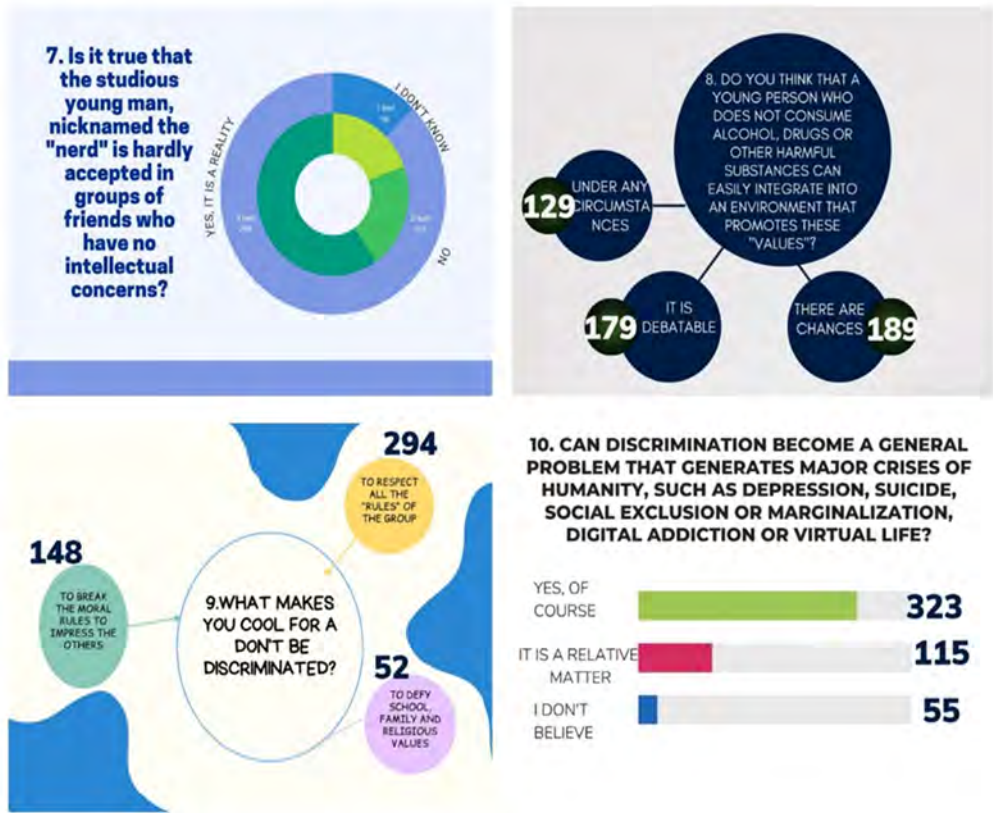 7. Is it true that
the studious
young man,
nicknamed the
"nerd" is hardly
accepted in
groups of
friends who
have no
intellectual
concerns?
YES, IT IS A REALITY
I DON'T KNOW
NO
8. DO YOU THINK THAT A
YOUNG PERSON WHO
DOES NOT CONSUME
ALCOHOL, DRUGS OR
OTHER HARMFUL
SUBSTANCES CAN
EASILY INTEGRATE INTO
AN ENVIRONMENT THAT
PROMOTES THESE
"VALUES"?
129
UNDER ANY
CIRCUMSTA
NCES
179
IT IS
DEBATABLE
THERE ARE
CHANCES
189
9.WHAT MAKES
YOU COOL FOR A
DON'T BE
DISCRIMINATED?
294
TO RESPECT
ALL THE
"RULES" OF
THE GROUP
148
TO BREAK
THE MORAL
RULES TO
IMPRESS THE
OTHERS
52
TO DEFY
SCHOOL,
FAMILY AND
RELIGIOUS
VALUES
10. CAN DISCRIMINATION BECOME A GENERAL
PROBLEM THAT GENERATES MAJOR CRISES OF
HUMANITY, SUCH AS DEPRESSION, SUICIDE,
SOCIAL EXCLUSION OR MARGINALIZATION,
DIGITAL ADDICTION OR VIRTUAL LIFE?
YES, OF
COURSE
323
IT IS A RELATIVE
MATTER
115
I DON'T
BELIEVE
55